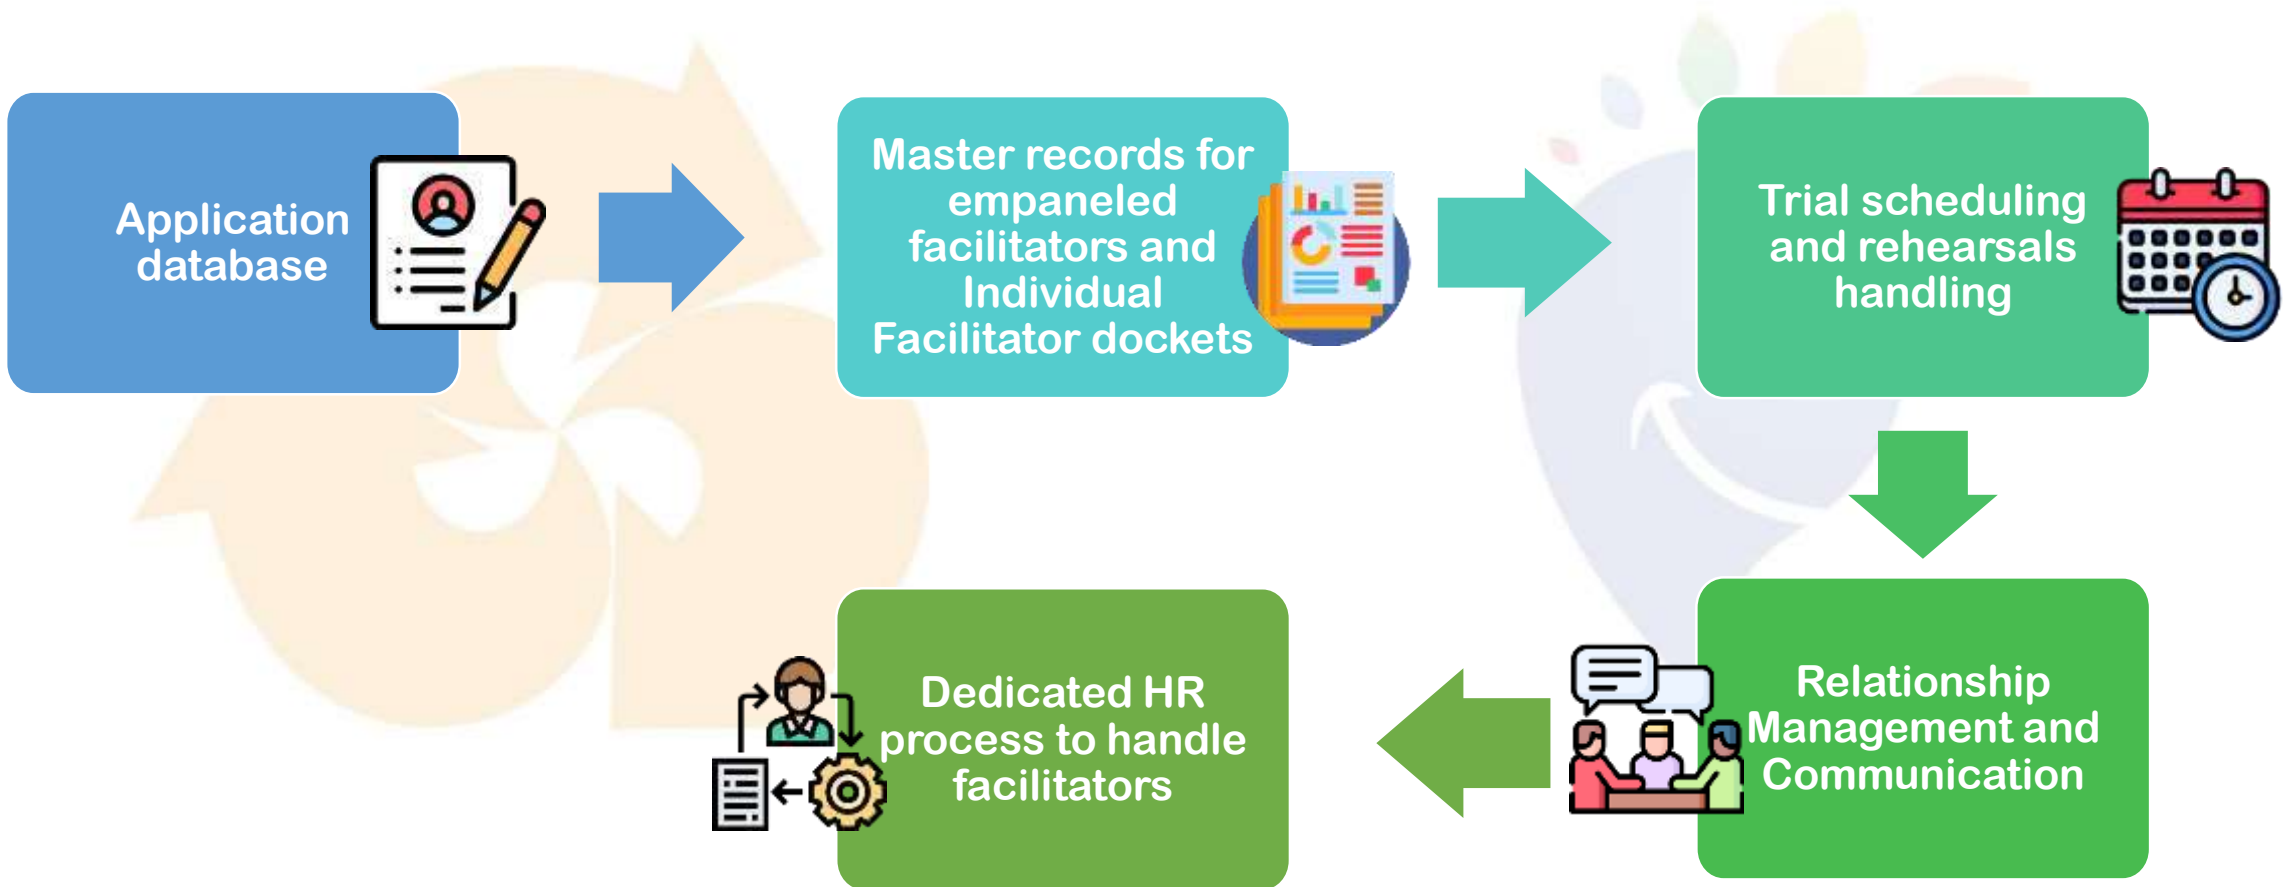 Application
database
Master records for
empaneled
facilitators and
Individual
Facilitator dockets
Trial scheduling
and rehearsals
handling
Relationship
Management and
Communication
Dedicated HR
process to handle
facilitators